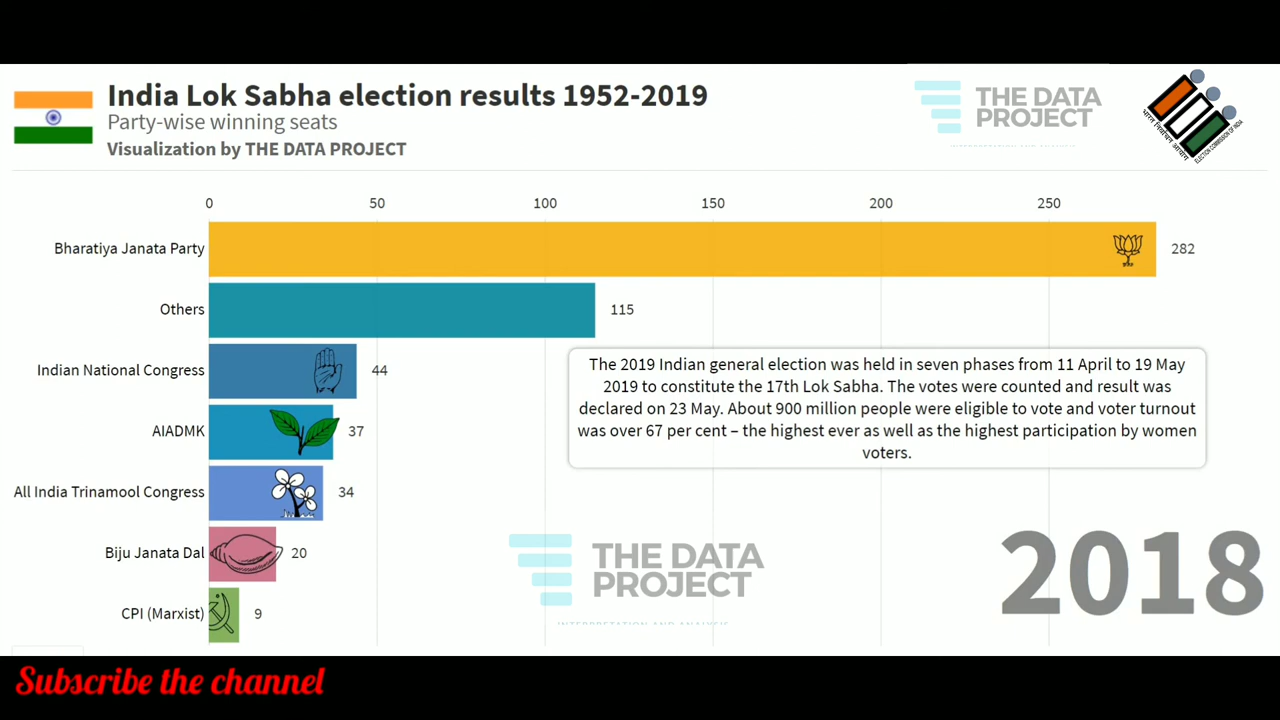 India Lok Sabha election results 1952-2019
Party-wise winning seats
Visualization by THE DATA PROJECT
THE DATA
PROJECT
ELECTION COMMISSION OF INDIA
0 50 100 150 200 250
Bharatiya Janata Party 282
Others 115
Indian National Congress 44
AIADMK 37
All India Trinamool Congress 34
Biju Janata Dal 20
CPI (Marxist) 9
The 2019 Indian general election was held in seven phases from 11 April to 19 May
2019 to constitute the 17th Lok Sabha. The votes were counted and result was
declared on 23 May. About 900 million people were eligible to vote and voter turnout
was over 67 per cent – the highest ever as well as the highest participation by women
voters.
THE DATA
PROJECT
2018
Subscribe the channel